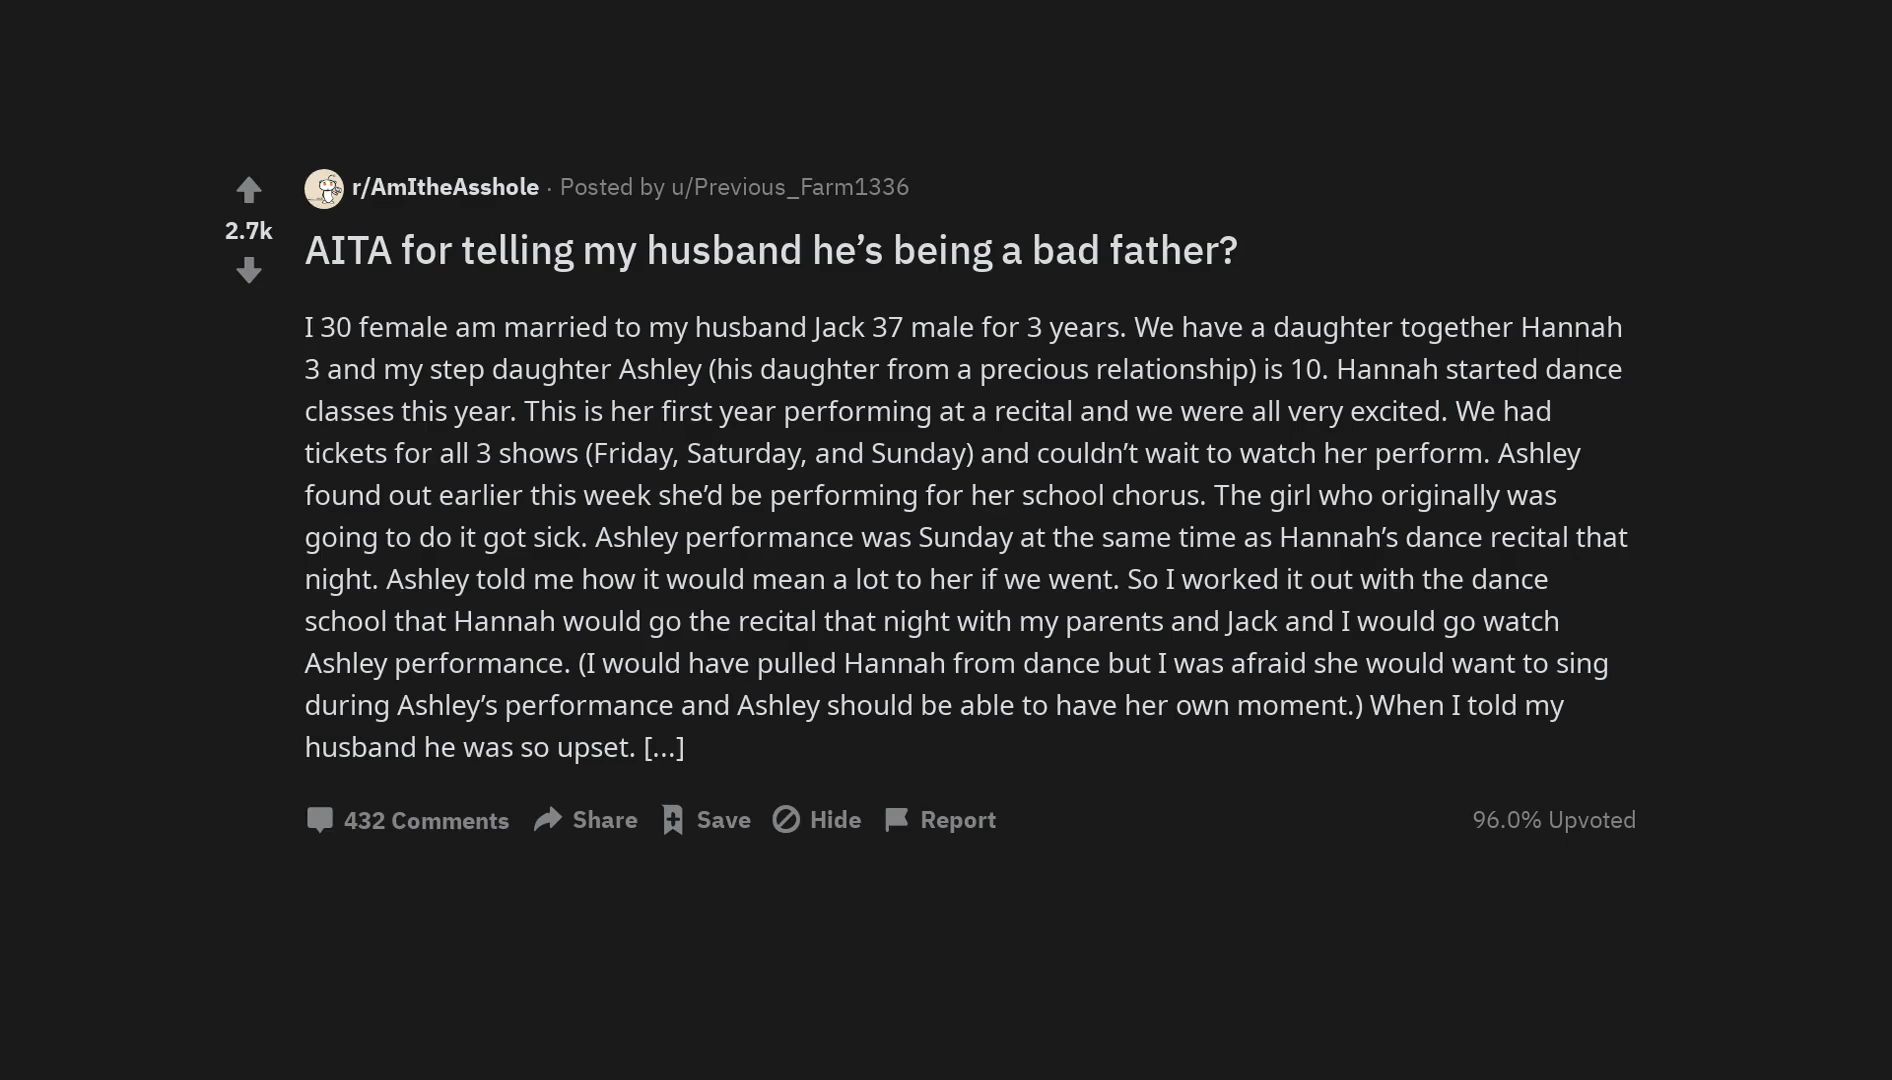 r/AmItheAsshole · Posted by u/Previous_Farm1336
2.7k
AITA for telling my husband he’s being a bad father?
I 30 female am married to my husband Jack 37 male for 3 years. We have a daughter together Hannah
3 and my step daughter Ashley (his daughter from a precious relationship) is 10. Hannah started dance
classes this year. This is her first year performing at a recital and we were all very excited. We had
tickets for all 3 shows (Friday, Saturday, and Sunday) and couldn’t wait to watch her perform. Ashley
found out earlier this week she’d be performing for her school chorus. The girl who originally was
going to do it got sick. Ashley performance was Sunday at the same time as Hannah’s dance recital that
night. Ashley told me how it would mean a lot to her if we went. So I worked it out with the dance
school that Hannah would go the recital that night with my parents and Jack and I would go watch
Ashley performance. (I would have pulled Hannah from dance but I was afraid she would want to sing
during Ashley’s performance and Ashley should be able to have her own moment.) When I told my
husband he was so upset. [...]
432 Comments Share Save Hide Report 96.0% Upvoted